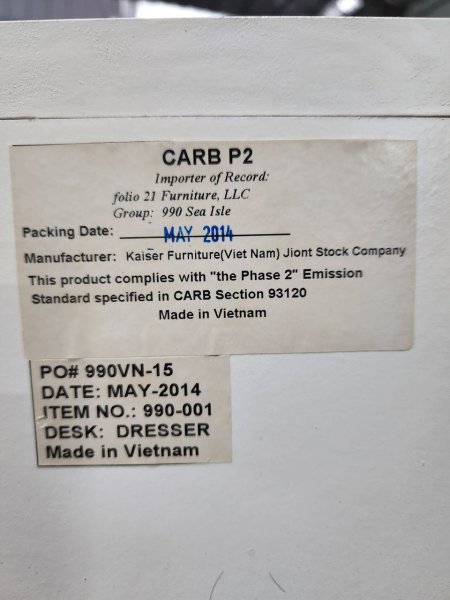 CARB P2
Importer of Record:
folio 21 Furniture, LLC
Group: 990 Sea Isle
Packing Date: MAY 2014
Manufacturer: Kaiser Furniture(Viet Nam) Jiont Stock Company
This product complies with "the Phase 2" Emission
Standard specified in CARB Section 93120
Made in Vietnam
PO# 990VN-15
DATE: MAY-2014
ITEM NO.: 990-001
DESK: DRESSER
Made in Vietnam